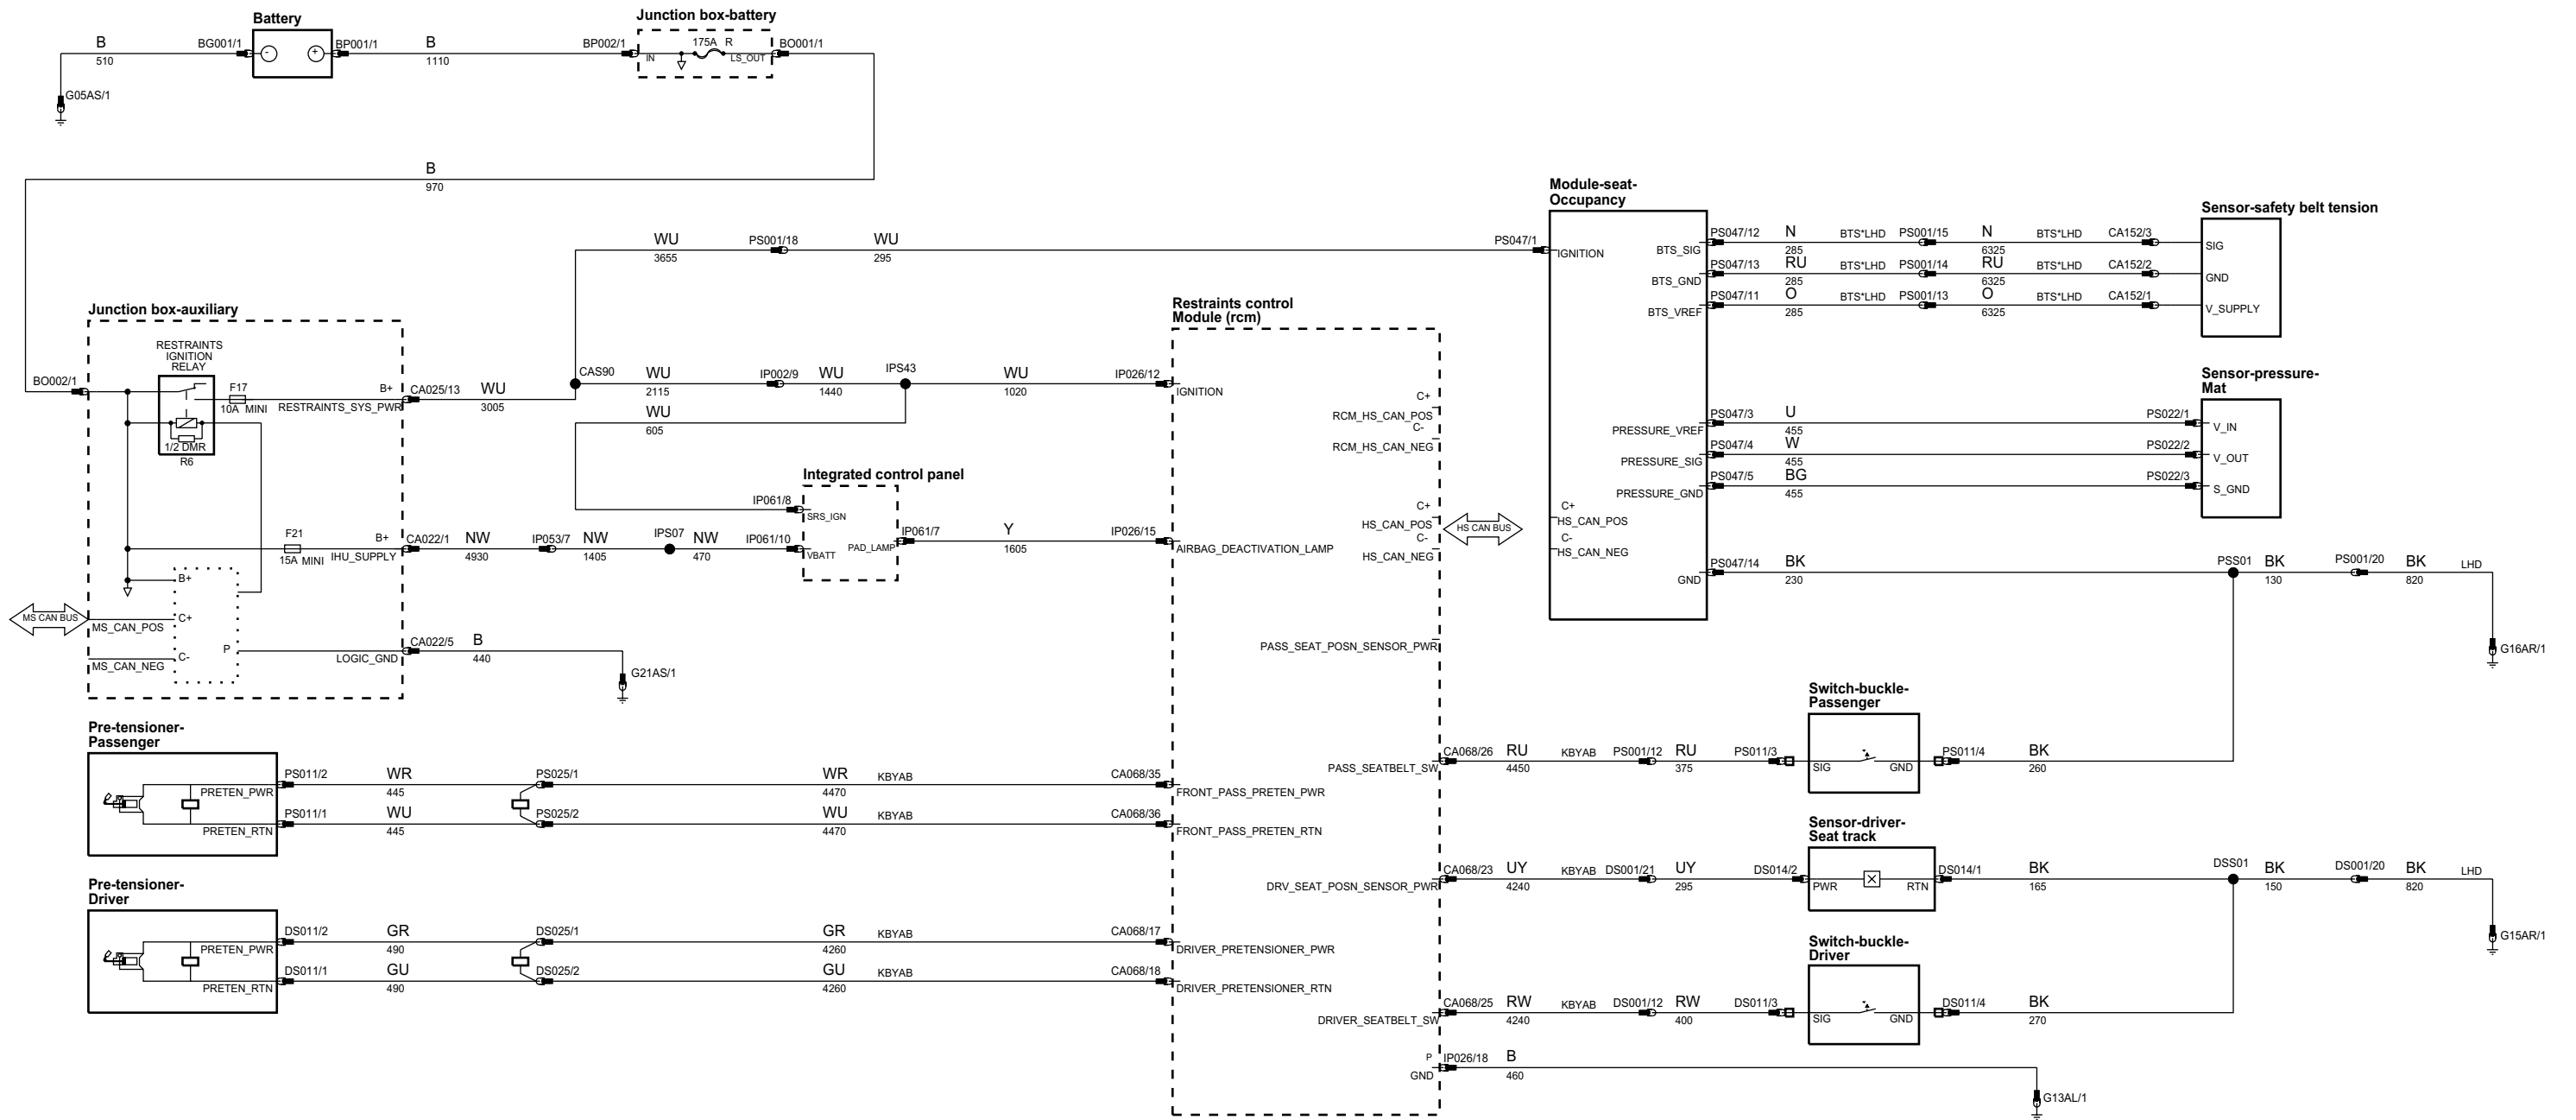 Battery
Junction box-battery
B
510
BG001/1
-
+
BP001/1
B
1110
BP002/1
IN
175A R
LS_OUT
BO001/1
G05AS/1
B
970
Module-seat-
Occupancy
Sensor-safety belt tension
WU
3655
PS001/18
WU
295
PS047/1
IGNITION
BTS_SIG
PS047/12
N
285
BTS*LHD
PS001/15
N
6325
BTS*LHD
CA152/3
SIG
BTS_GND
PS047/13
RU
285
BTS*LHD
PS001/14
RU
6325
BTS*LHD
CA152/2
GND
BTS_VREF
PS047/11
O
285
BTS*LHD
PS001/13
O
6325
BTS*LHD
CA152/1
V_SUPPLY
Junction box-auxiliary
RESTRAINTS
IGNITION
RELAY
BO002/1
F17
10A MINI
B+
RESTRAINTS_SYS_PWR
CA025/13
WU
3005
1/2 DMR
R6
CAS90
WU
2115
IP002/9
WU
1440
IPS43
WU
1020
IP026/12
WU
605
Restraints control
Module (rcm)
IGNITION
C+
RCM_HS_CAN_POS
C-
RCM_HS_CAN_NEG
C+
HS_CAN_POS
C-
HS_CAN_NEG
HS CAN BUS
C+
HS_CAN_POS
C-
HS_CAN_NEG
Sensor-pressure-
Mat
PRESSURE_VREF
PS047/3
U
455
PS022/1
V_IN
PRESSURE_SIG
PS047/4
W
455
PS022/2
V_OUT
PRESSURE_GND
PS047/5
BG
455
PS022/3
S_GND
Integrated control panel
IP061/8
SRS_IGN
F21
15A MINI
B+
IHU_SUPPLY
CA022/1
NW
4930
IP053/7
NW
1405
IPS07
NW
470
IP061/10
VBATT
PAD_LAMP
IP061/7
Y
1605
IP026/15
AIRBAG_DEACTIVATION_LAMP
GND
PS047/14
BK
230
PSS01
BK
130
PS001/20
BK
820
LHD
G16AR/1
B+
MS CAN BUS
MS_CAN_POS
C+
MS_CAN_NEG
C-
P
LOGIC_GND
CA022/5
B
440
G21AS/1
PASS_SEAT_POSN_SENSOR_PWR
Switch-buckle-
Passenger
PASS_SEATBELT_SW
CA068/26
RU
4450
KBYAB
PS001/12
RU
375
PS011/3
SIG
GND
PS011/4
BK
260
Pre-tensioner-
Passenger
PRETEN_PWR
PS011/2
WR
445
PS025/1
WR
4470
KBYAB
CA068/35
FRONT_PASS_PRETEN_PWR
PRETEN_RTN
PS011/1
WU
445
PS025/2
WU
4470
KBYAB
CA068/36
FRONT_PASS_PRETEN_RTN
Sensor-driver-
Seat track
DRV_SEAT_POSN_SENSOR_PWR
CA068/23
UY
4240
KBYAB
DS001/21
UY
295
DS014/2
PWR
RTN
DS014/1
BK
165
DSS01
BK
150
DS001/20
BK
820
LHD
G15AR/1
Pre-tensioner-
Driver
PRETEN_PWR
DS011/2
GR
490
DS025/1
GR
4260
KBYAB
CA068/17
DRIVER_PRETENSIONER_PWR
PRETEN_RTN
DS011/1
GU
490
DS025/2
GU
4260
KBYAB
CA068/18
DRIVER_PRETENSIONER_RTN
Switch-buckle-
Driver
DRIVER_SEATBELT_SW
CA068/25
RW
4240
KBYAB
DS001/12
RW
400
DS011/3
SIG
GND
DS011/4
BK
270
P
GND
IP026/18
B
460
G13AL/1